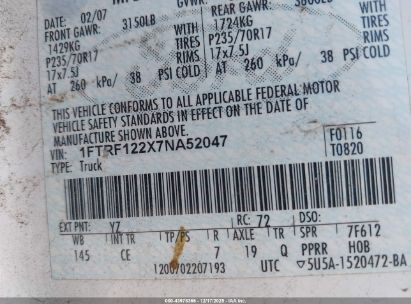 DATE: 02/07 GVWR:
FRONT GAWR: 3150LB REAR GAWR:
1429KG 1724KG
P235/70R17 TIRES P235/70R17 TIRES
17x7.5J RIMS 17x7.5J RIMS
AT 260 kPa/ 38 PSI COLD AT 260 kPa/ 38 PSI COLD
THIS VEHICLE CONFORMS TO ALL APPLICABLE FEDERAL MOTOR
VEHICLE SAFETY STANDARDS IN EFFECT ON THE DATE OF
MANUFACTURE SHOWN ABOVE.
VIN: 1FTRF122X7NA52047 F0116
TYPE: Truck T0820
EXT PNT: YZ RC: 72 DSO:
WB INT TR TP/PS R AXLE TR SPR 7F612
145 CE 7 19 Q PPRR HOB
1200702207193 UTC 5U5A-1520472-BA